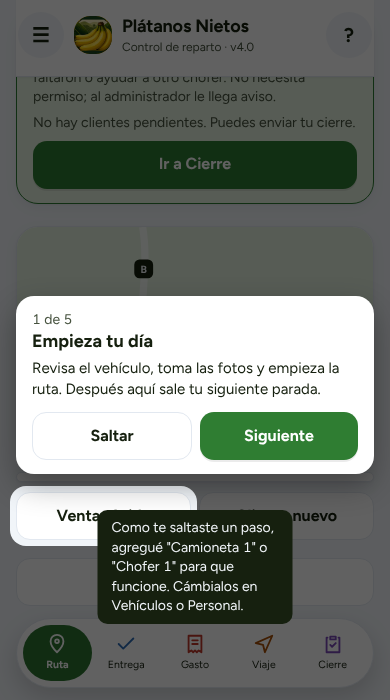 Plátanos Nietos
Control de reparto · v4.0
?
faltaron o ayudar a otro chofer. No necesita
permiso; al administrador le llega aviso.
No hay clientes pendientes. Puedes enviar tu cierre.
Ir a Cierre
B
1 de 5
Empieza tu día
Revisa el vehículo, toma las fotos y empieza la
ruta. Después aquí sale tu siguiente parada.
Saltar
Siguiente
Venta
nuevo
Como te saltaste un paso,
agregué "Camioneta 1" o
"Chofer 1" para que
funcione. Cámbialos en
Vehículos o Personal.
Ruta
Entrega
Gasto
Viaje
Cierre